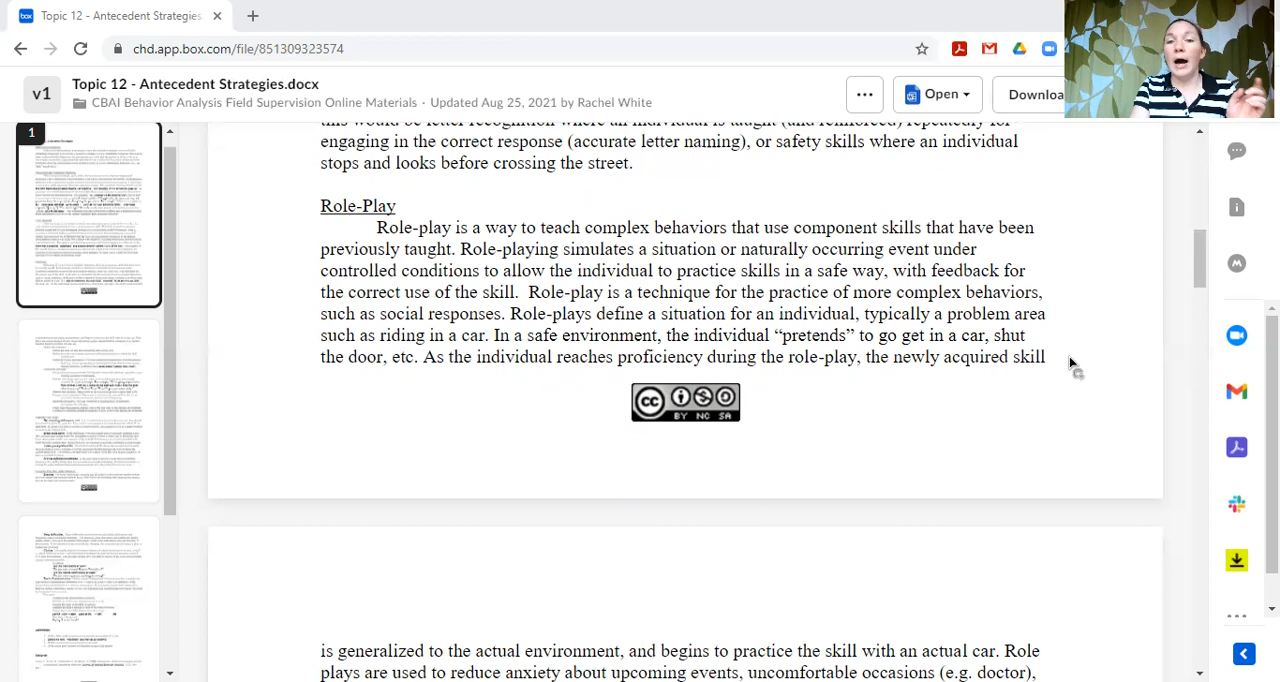 box Topic 12 - Antecedent Strategies
chd.app.box.com/file/851309323574
v1
Topic 12 - Antecedent Strategies.docx
CBAI Behavior Analysis Field Supervision Online Materials · Updated Aug 25, 2021 by Rachel White
Open
Downloa
1
engaging in the correct response (accurate letter naming), or safety skills where an individual
stops and looks before crossing the street.
Role-Play
Role-play is a way to teach complex behaviors that use component skills that have been
previously taught. Role-playing simulates a situation or naturally occurring event under
controlled conditions to allow the individual to practice skills in a safe way, with feedback for
the correct use of the skill. Role-play is a technique for the practice of more complex behaviors,
such as social responses. Role-plays define a situation for an individual, typically a problem area
such as riding in a car. In a safe environment, the individual “pretends” to go get in a car, shut
the door, etc. As the individual reaches proficiency during the role-play, the newly acquired skill
CC BY NC SA
is generalized to the actual environment, and begins to practice the skill with an actual car. Role
plays are used to reduce anxiety about upcoming events, uncomfortable occasions (e.g. doctor),